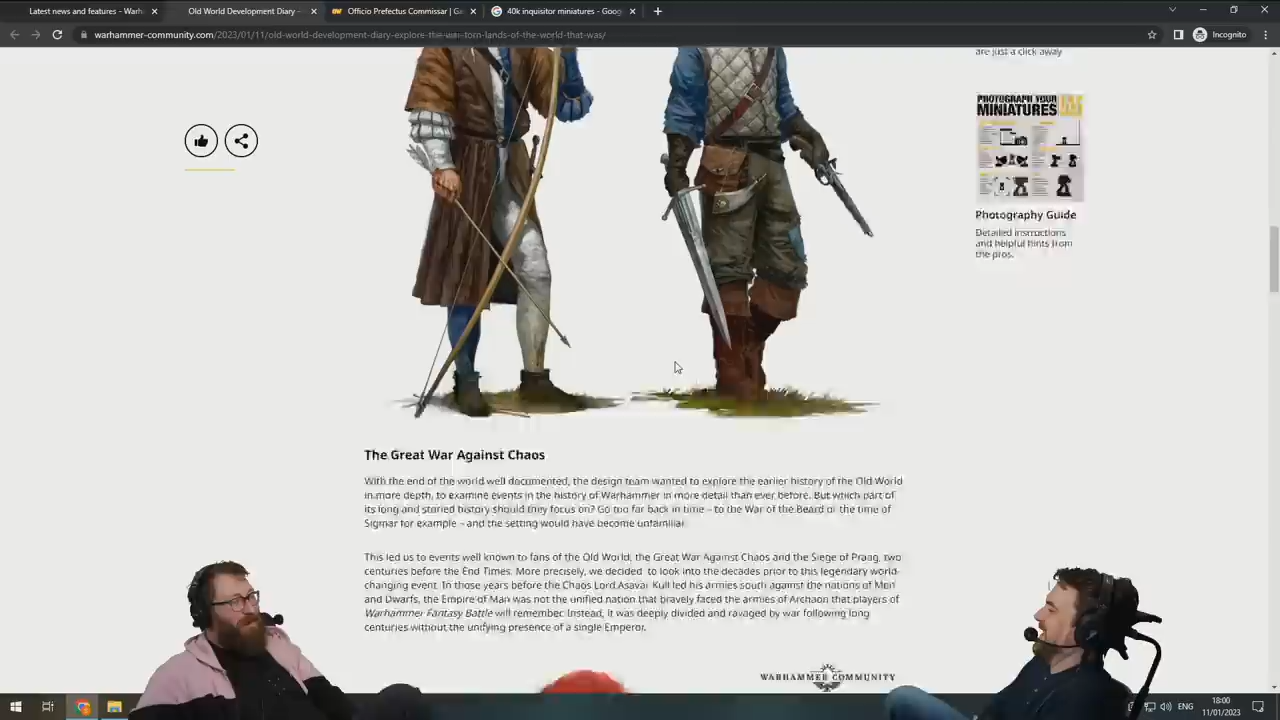 Latest news and features - Warh
Old World Development Diary –
Officio Prefectus Commissar | Ga
40k inquisitor miniatures - Goog
warhammer-community.com/2023/01/11/old-world-development-diary-explore-the-war-torn-lands-of-the-world-that-was/
Incognito
are just a click away
PHOTOGRAPH YOUR
MINIATURES
Photography Guide
Detailed instructions
and helpful hints from
the pros.
The Great War Against Chaos
With the end of the world well documented, the design team wanted to explore the earlier history of the Old World
in more depth, to examine events in the history of Warhammer in more detail than ever before. But which part of
its long and storied history should they focus on? Go too far back in time – to the War of the Beard or the time of
Sigmar for example – and the setting would have become unfamiliar.
This led us to events well known to fans of the Old World, the Great War Against Chaos and the Siege of Praag, two
centuries before the End Times. More precisely, we decided to look into the decades prior to this legendary world-
changing event. In those years before the Chaos Lord Asavar Kull led his armies south against the nations of Men
and Dwarfs, the Empire of Man was not the unified nation that bravely faced the armies of Archaon that players of
Warhammer Fantasy Battle will remember. Instead, it was deeply divided and ravaged by war following long
centuries without the unifying presence of a single Emperor.
WARHAMMER COMMUNITY
ENG
18:00
11/01/2023